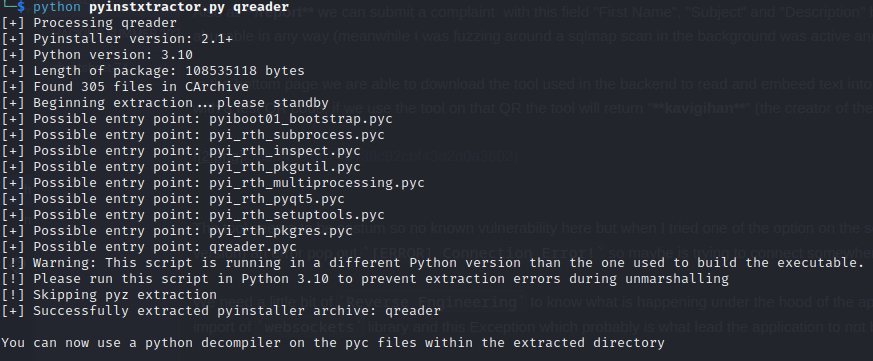 └─$ python pyinstxtractor.py qreader
[+] Processing qreader
[+] Pyinstaller version: 2.1+
[+] Python version: 3.10
[+] Length of package: 108535118 bytes
[+] Found 305 files in CArchive
[+] Beginning extraction...please standby
[+] Possible entry point: pyiboot01_bootstrap.pyc
[+] Possible entry point: pyi_rth_subprocess.pyc
[+] Possible entry point: pyi_rth_inspect.pyc
[+] Possible entry point: pyi_rth_pkgutil.pyc
[+] Possible entry point: pyi_rth_multiprocessing.pyc
[+] Possible entry point: pyi_rth_pyqt5.pyc
[+] Possible entry point: pyi_rth_setuptools.pyc
[+] Possible entry point: pyi_rth_pkgres.pyc
[+] Possible entry point: qreader.pyc
[!] Warning: This script is running in a different Python version than the one used to build the executable.
[!] Please run this script in Python 3.10 to prevent extraction errors during unmarshalling
[!] Skipping pyz extraction
[+] Successfully extracted pyinstaller archive: qreader
You can now use a python decompiler on the pyc files within the extracted directory